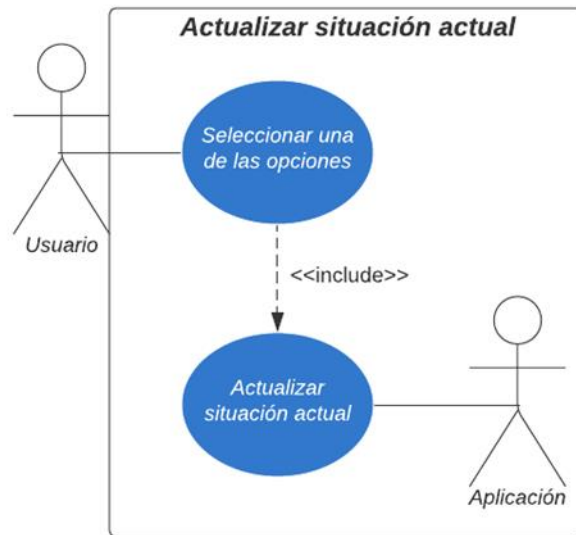 Actualizar situación actual
Seleccionar una
de las opciones
Usuario
<<include>>
Actualizar
situación actual
Aplicación